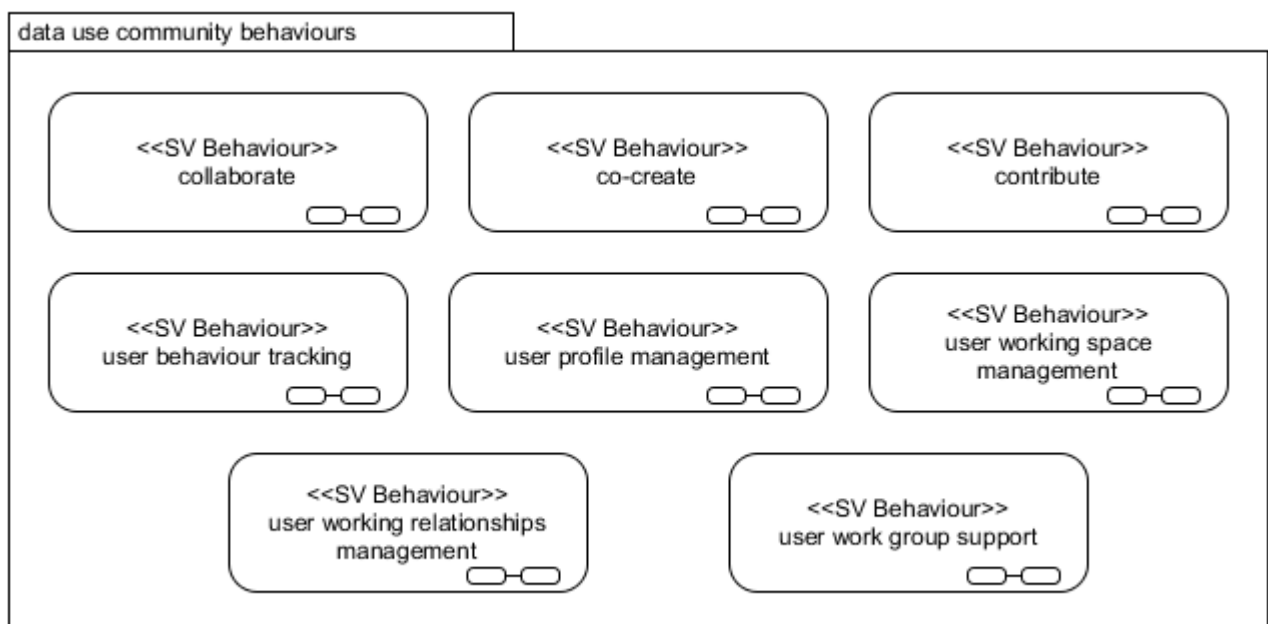 data use community behaviours
<<SV Behaviour>>
collaborate
<<SV Behaviour>>
co-create
<<SV Behaviour>>
contribute
<<SV Behaviour>>
user behaviour tracking
<<SV Behaviour>>
user profile management
<<SV Behaviour>>
user working space
management
<<SV Behaviour>>
user working relationships
management
<<SV Behaviour>>
user work group support